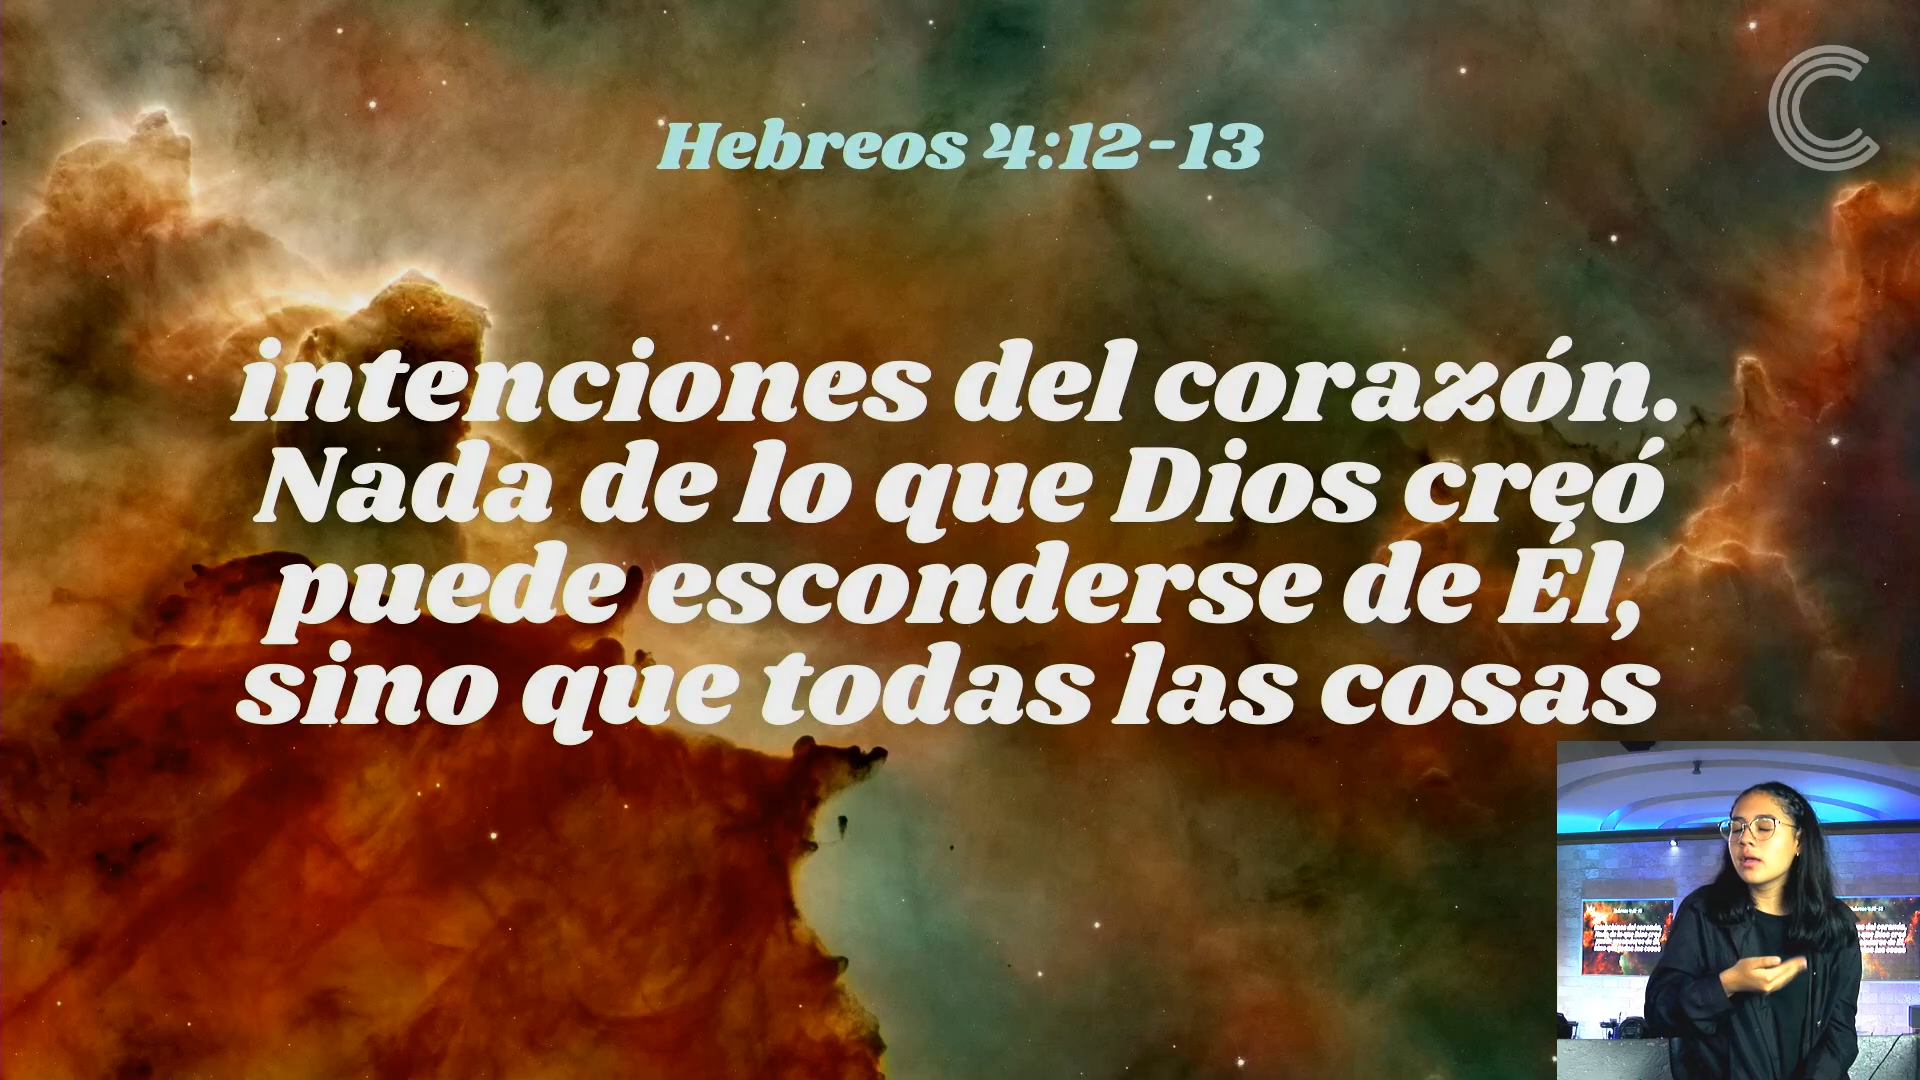 Hebreos 4:12-13
intenciones del corazón.
Nada de lo que Dios creó
puede esconderse de Él,
sino que todas las cosas